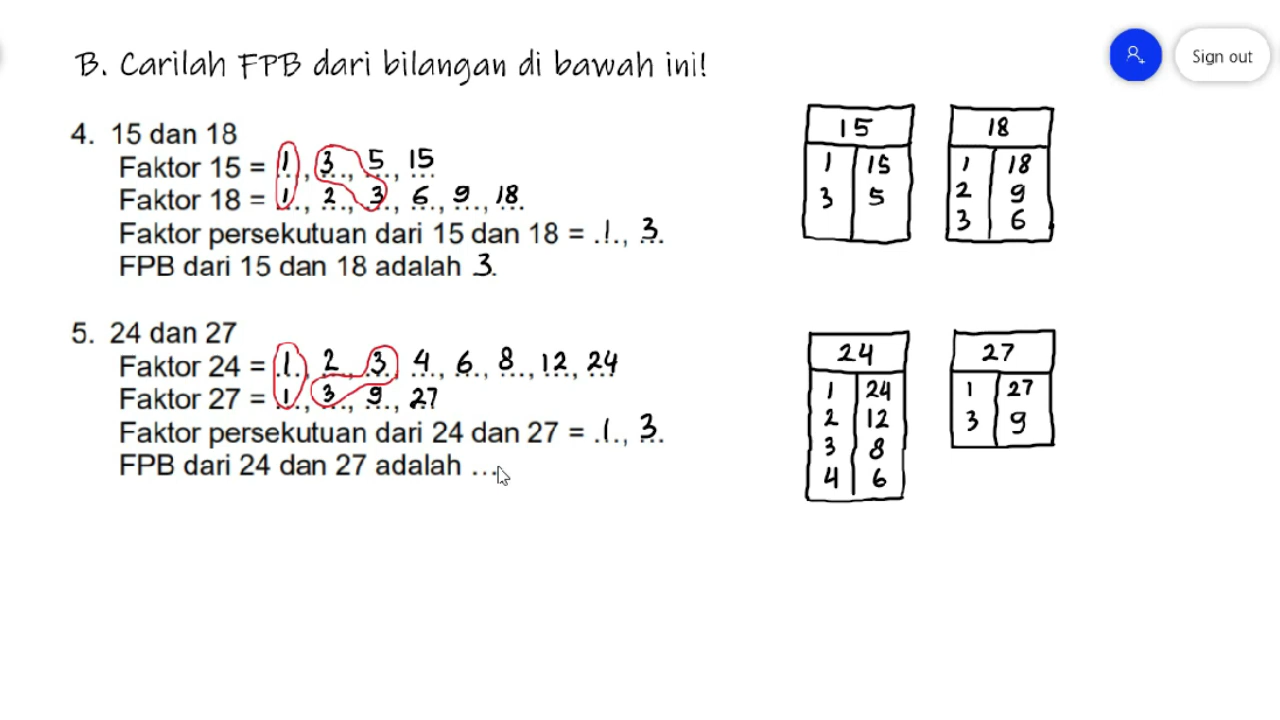 B. Carilah FPB dari bilangan di bawah ini!
Sign out
4. 15 dan 18
Faktor 15 = 1, 3, 5, 15
Faktor 18 = 1, 2, 3, 6, 9, 18.
Faktor persekutuan dari 15 dan 18 = 1, 3.
FPB dari 15 dan 18 adalah 3.
15
1 15
3 5
18
1 18
2 9
3 6
5. 24 dan 27
Faktor 24 = 1, 2, 3, 4, 6, 8, 12, 24
Faktor 27 = 1, 3, 9, 27
Faktor persekutuan dari 24 dan 27 = 1, 3.
FPB dari 24 dan 27 adalah ...
24
1 24
2 12
3 8
4 6
27
1 27
3 9